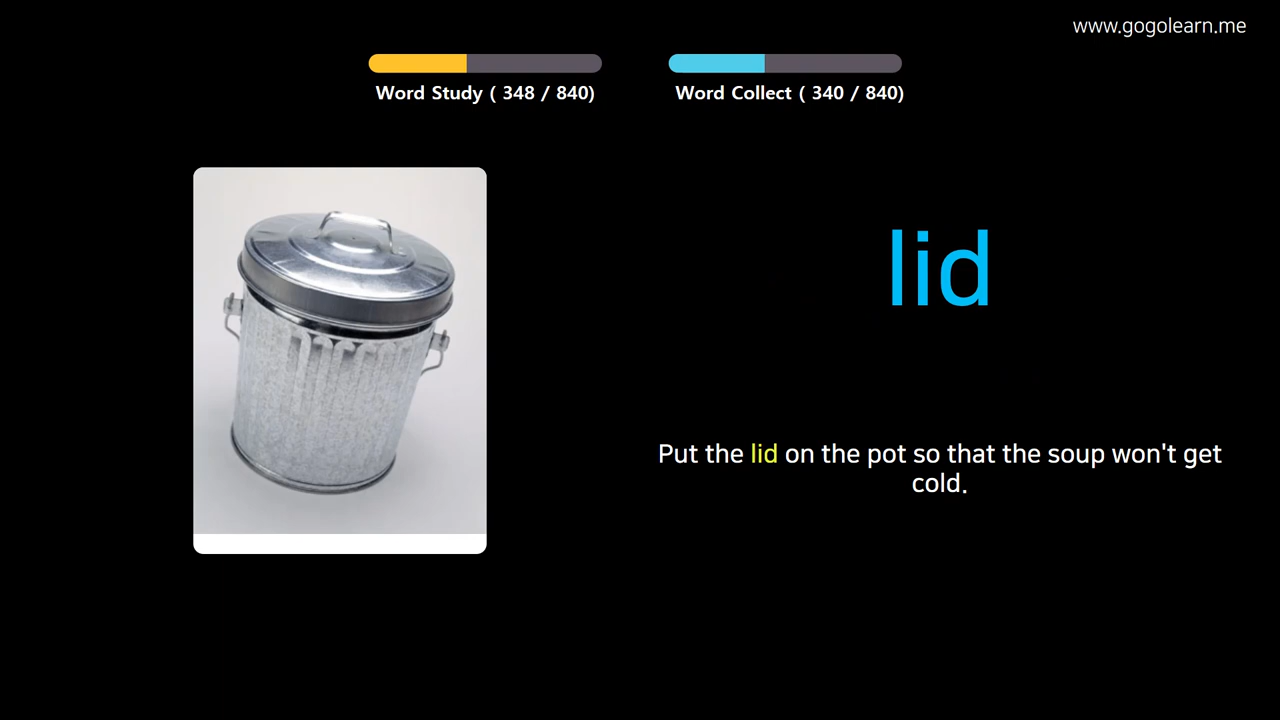 www.gogolearn.me
Word Study ( 348 / 840)
Word Collect ( 340 / 840)
lid
Put the lid on the pot so that the soup won't get
cold.